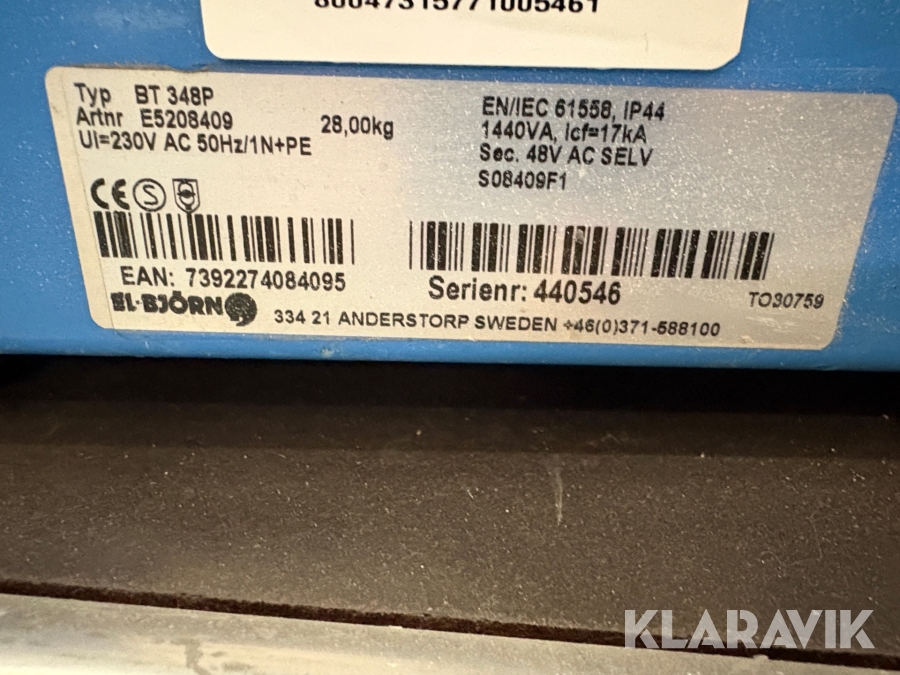 80047315771005461
Typ BT 348P
Artnr E5208409
28,00kg
UI=230V AC 50Hz/1N+PE
EN/IEC 61558, IP44
1440VA, Icf=17kA
Sec. 48V AC SELV
S08409F1
CE S
EAN: 7392274084095
Serienr: 440546
TO30759
EL-BJÖRN
334 21 ANDERSTORP SWEDEN +46(0)371-588100
KLARAVIK